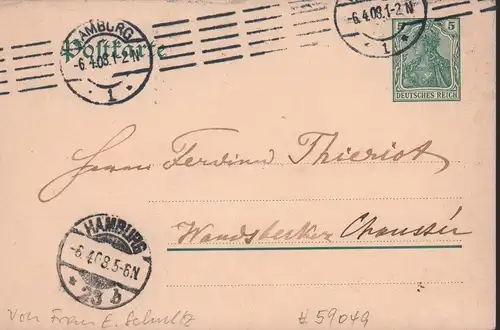 HAMBURG
-6.4.08.1-2N
1
Postkarte
-6.4.08.1-2N
1
5
DEUTSCHES REICH
Herrn Ferdinand Thieriot
Wandsbecker Chaussée
HAMBURG
-6.4.08.5-6N
* 23 b
von Frau E. Schultz
# 59049